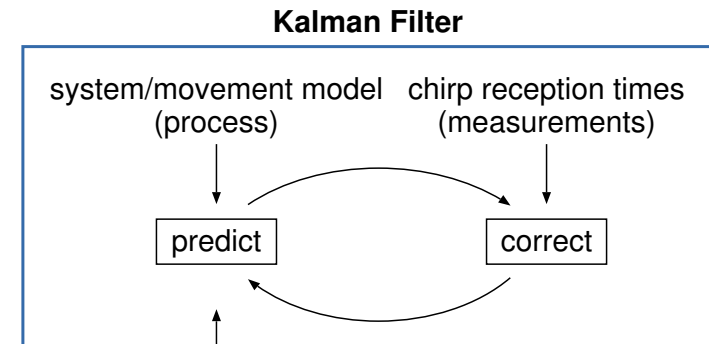 Kalman Filter
system/movement model
(process)
chirp reception times
(measurements)
predict
correct